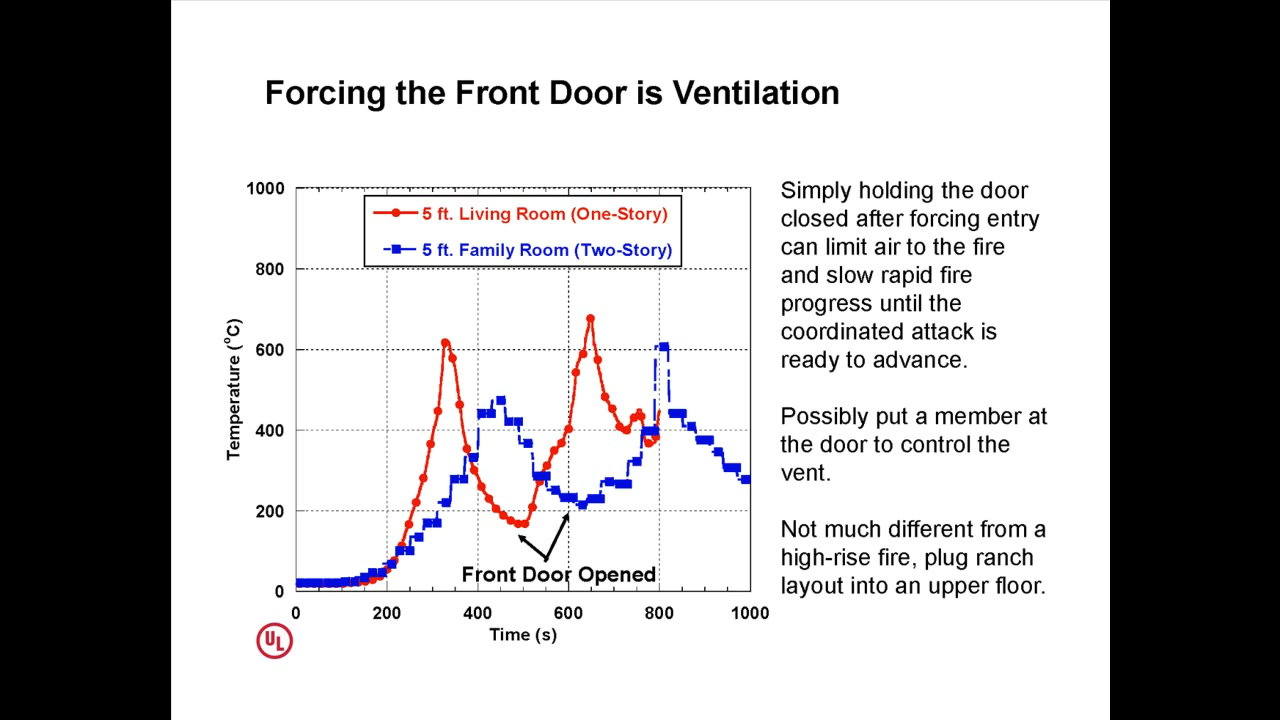 Forcing the Front Door is Ventilation
1000
800
600
400
200
0
Temperature (°C)
5 ft. Living Room (One-Story)
5 ft. Family Room (Two-Story)
Front Door Opened
0 200 400 600 800 1000
Time (s)
UL
Simply holding the door
closed after forcing entry
can limit air to the fire
and slow rapid fire
progress until the
coordinated attack is
ready to advance.
Possibly put a member at
the door to control the
vent.
Not much different from a
high-rise fire, plug ranch
layout into an upper floor.